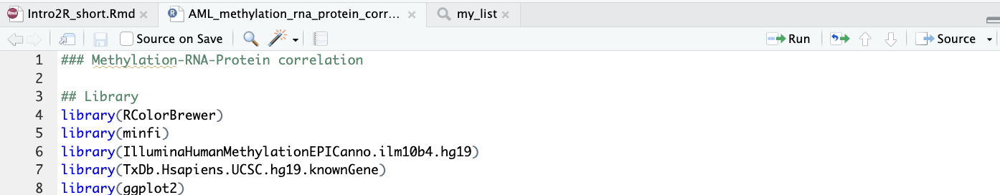 Intro2R_short.Rmd AML_methylation_rna_protein_corr... my_list
Source on Save Run Source
1 ### Methylation-RNA-Protein correlation
2
3 ## Library
4 library(RColorBrewer)
5 library(minfi)
6 library(IlluminaHumanMethylationEPICanno.ilm10b4.hg19)
7 library(TxDb.Hsapiens.UCSC.hg19.knownGene)
8 library(ggplot2)